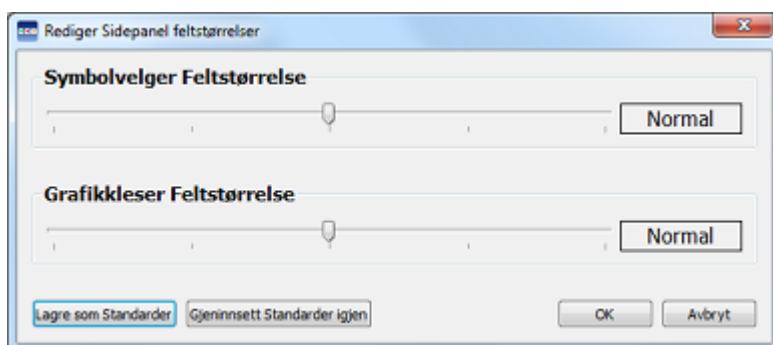 Rediger Sidepanel feltstørrelser
Symbolvelger Feltstørrelse
Normal
Grafikkleser Feltstørrelse
Normal
Lagre som Standarder Gjeninnsett Standarder igjen OK Avbryt